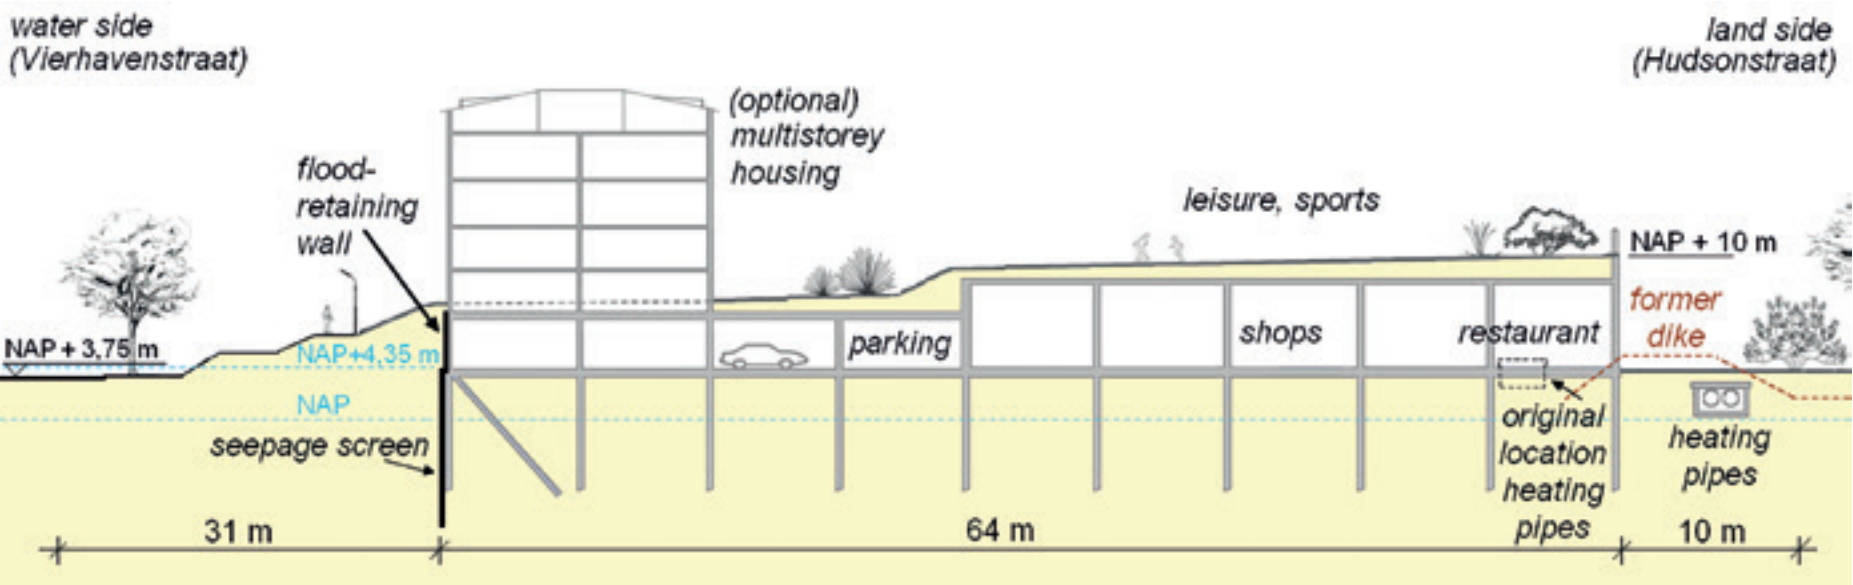 water side
(Vierhavenstraat)
land side
(Hudsonstraat)
(optional)
multistorey
housing
flood-
retaining
wall
leisure, sports
NAP + 10 m
former
dike
NAP + 3,75 m
NAP+4,35 m
parking
shops
restaurant
NAP
seepage screen
original
location
heating
pipes
heating
pipes
31 m
64 m
10 m